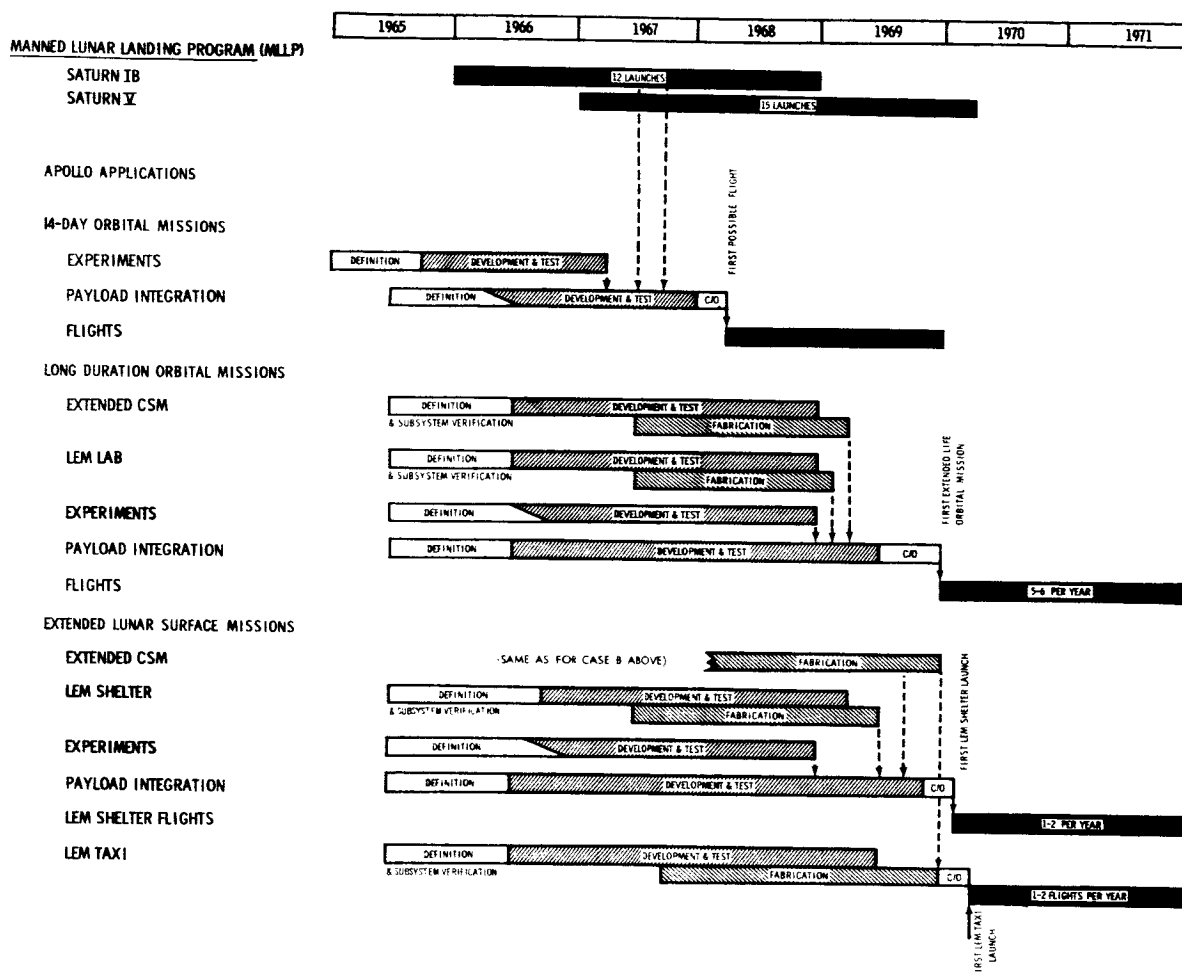 1965 1966 1967 1968 1969 1970 1971
MANNED LUNAR LANDING PROGRAM (MLLP)
SATURN IB 12 LAUNCHES
SATURN V 15 LAUNCHES
APOLLO APPLICATIONS
FIRST POSSIBLE FLIGHT
14-DAY ORBITAL MISSIONS
EXPERIMENTS DEFINITION DEVELOPMENT & TEST
PAYLOAD INTEGRATION DEFINITION DEVELOPMENT & TEST C/O
FLIGHTS
LONG DURATION ORBITAL MISSIONS
EXTENDED CSM DEFINITION DEVELOPMENT & TEST
& SUBSYSTEM VERIFICATION FABRICATION
LEM LAB DEFINITION DEVELOPMENT & TEST
& SUBSYSTEM VERIFICATION FABRICATION
FIRST EXTENDED LIFE
ORBITAL MISSION
EXPERIMENTS DEFINITION DEVELOPMENT & TEST
PAYLOAD INTEGRATION DEFINITION DEVELOPMENT & TEST C/O
FLIGHTS 5-6 PER YEAR
EXTENDED LUNAR SURFACE MISSIONS
EXTENDED CSM -SAME AS FOR CASE B ABOVE) FABRICATION
LEM SHELTER DEFINITION DEVELOPMENT & TEST
& SUBSYSTEM VERIFICATION FABRICATION
FIRST LEM SHELTER LAUNCH
EXPERIMENTS DEFINITION DEVELOPMENT & TEST
PAYLOAD INTEGRATION DEFINITION DEVELOPMENT & TEST C/O
LEM SHELTER FLIGHTS 1-2 PER YEAR
LEM TAXI DEFINITION DEVELOPMENT & TEST
& SUBSYSTEM VERIFICATION FABRICATION C/O
1-2 FLIGHTS PER YEAR
IRST LEM TAXI
LAUNCH